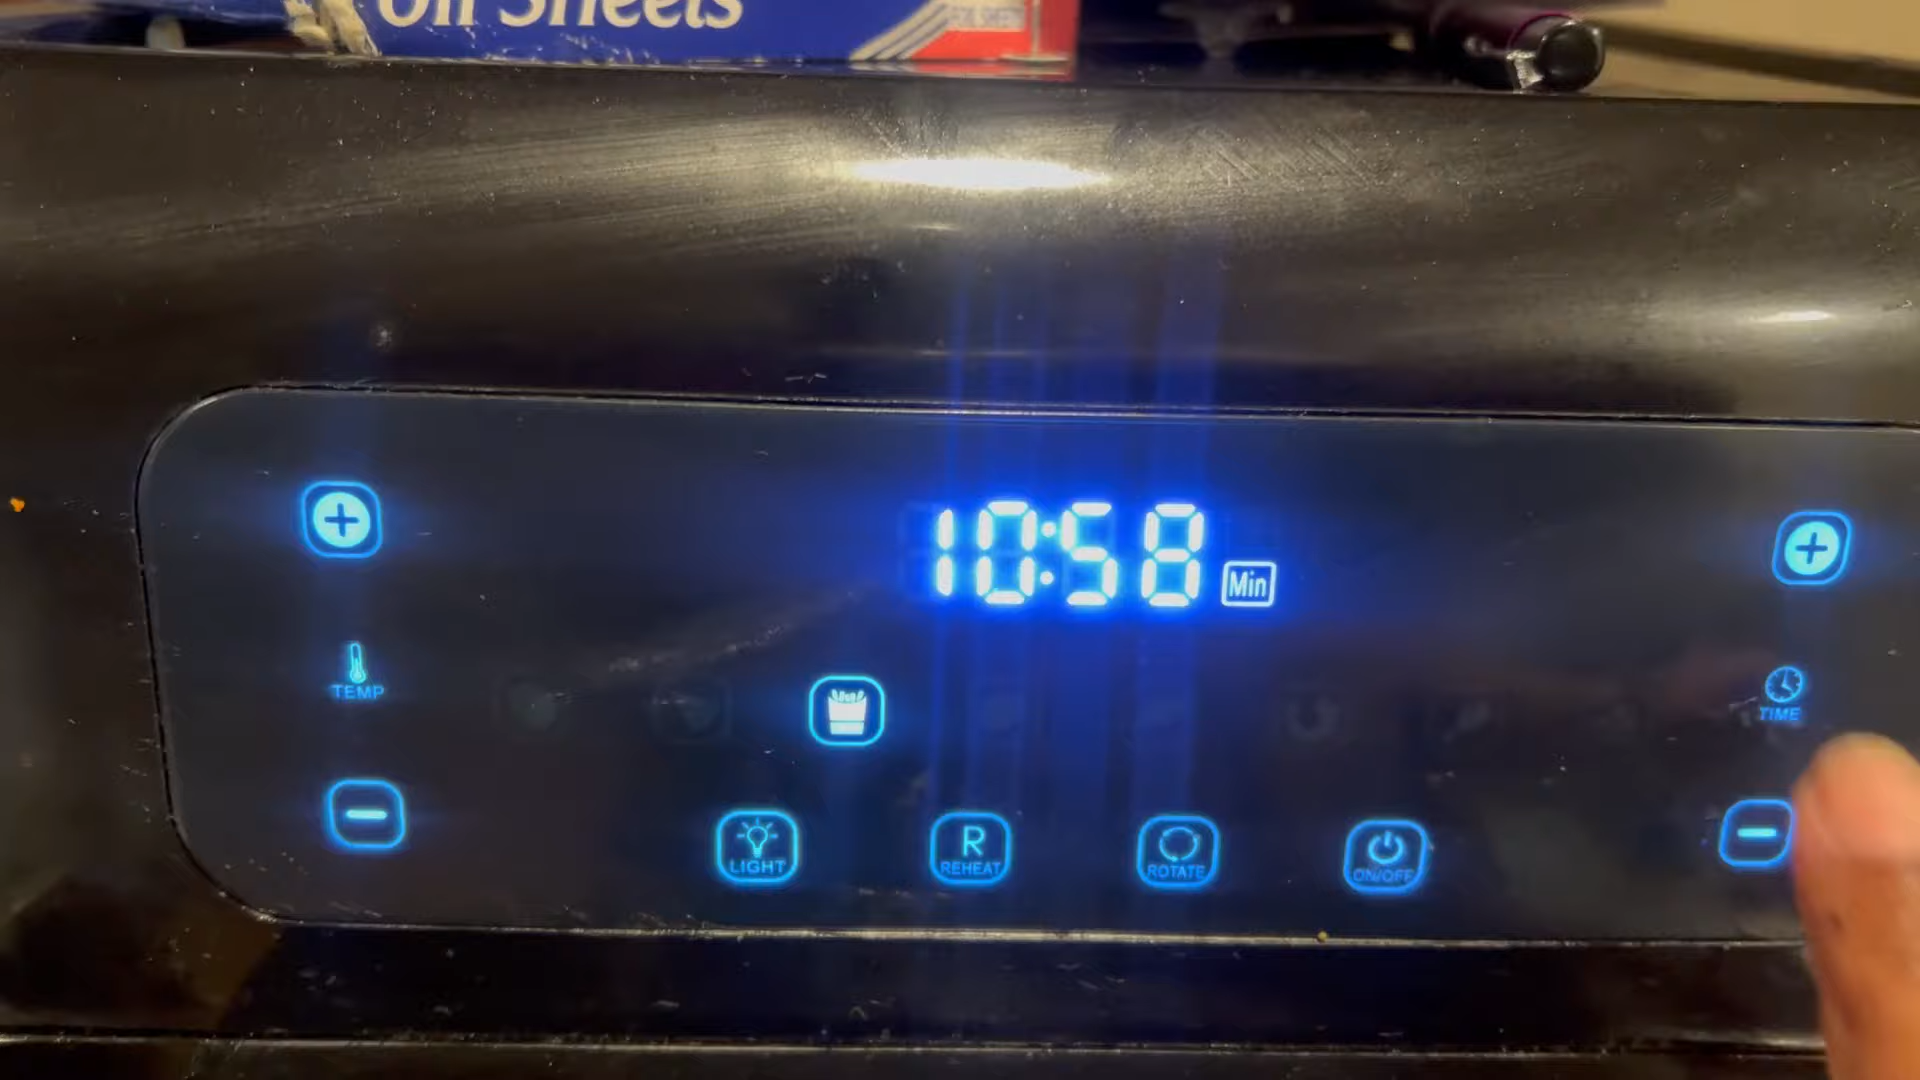 Oil Sheets
10:58 Min
TEMP
TIME
LIGHT
R
REHEAT
ROTATE
ON/OFF